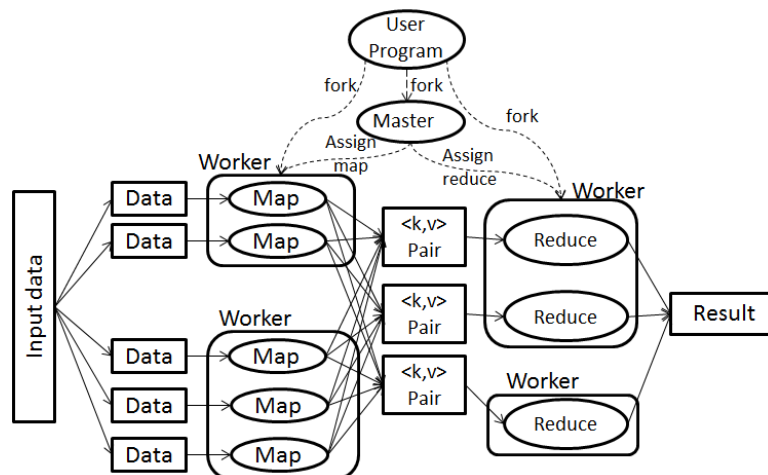 User
Program
fork
fork
fork
Master
Assign
map
Assign
reduce
Worker
Worker
Input data
Data
Map
Data
Map
<k,v>
Pair
Reduce
<k,v>
Pair
Reduce
Result
Worker
Data
Map
Data
Map
Data
Map
<k,v>
Pair
Worker
Reduce